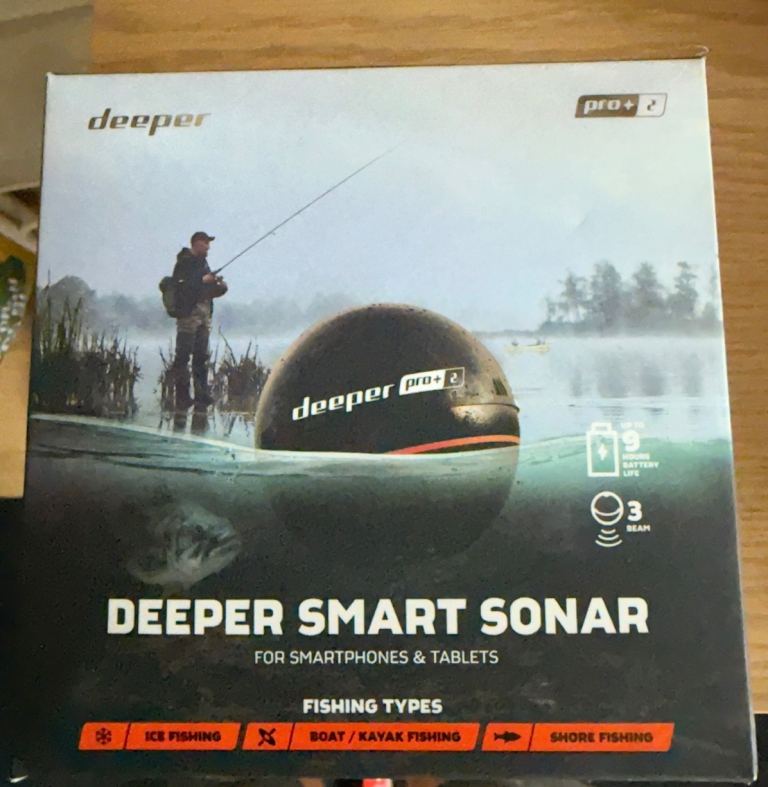 deeper
pro+ 2
deeper pro+ 2
UP TO
9
HOURS
BATTERY
LIFE
3
BEAM
DEEPER SMART SONAR
FOR SMARTPHONES & TABLETS
FISHING TYPES
ICE FISHING
BOAT / KAYAK FISHING
SHORE FISHING